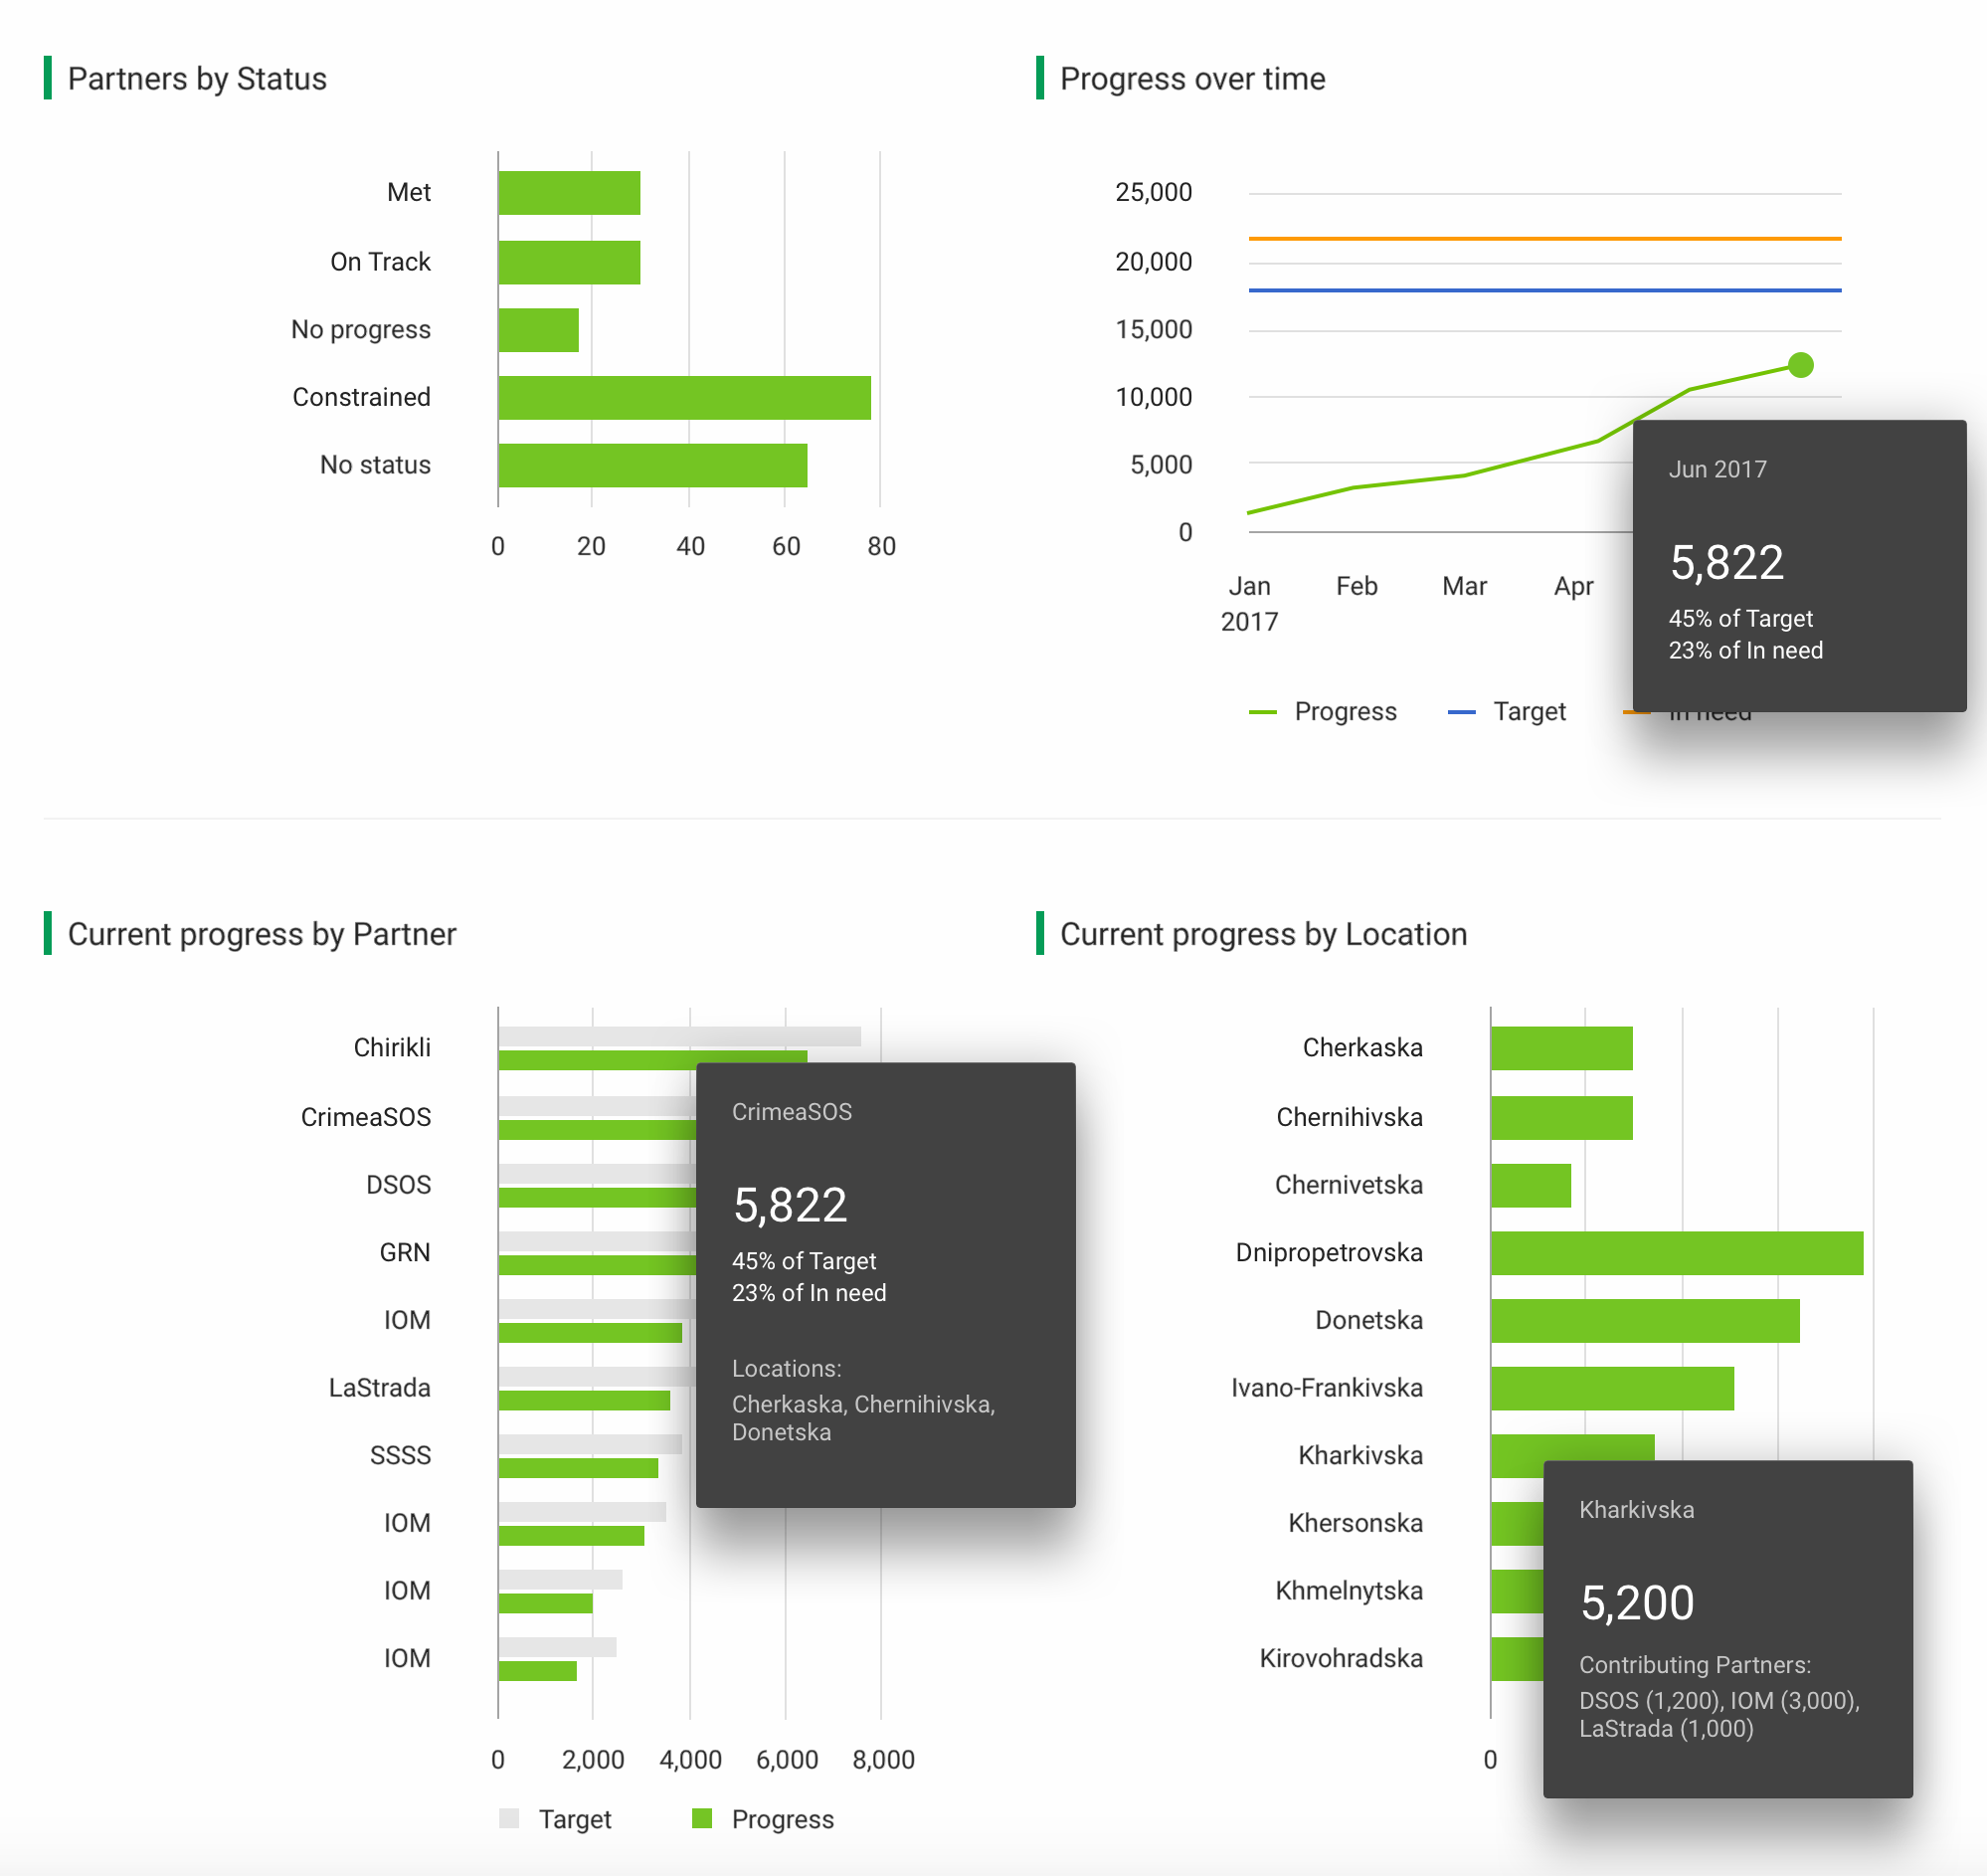 Partners by Status
Met
On Track
No progress
Constrained
No status
0 20 40 60 80
Progress over time
25,000
20,000
15,000
10,000
5,000
0
Jan Feb Mar Apr
2017
Jun 2017
5,822
45% of Target
23% of In need
Progress Target In need
Current progress by Partner
Chirikli
CrimeaSOS
DSOS
GRN
IOM
LaStrada
SSSS
IOM
IOM
IOM
0 2,000 4,000 6,000 8,000
Target Progress
CrimeaSOS
5,822
45% of Target
23% of In need
Locations:
Cherkaska, Chernihivska,
Donetska
Current progress by Location
Cherkaska
Chernihivska
Chernivetska
Dnipropetrovska
Donetska
Ivano-Frankivska
Kharkivska
Khersonska
Khmelnytska
Kirovohradska
0
Kharkivska
5,200
Contributing Partners:
DSOS (1,200), IOM (3,000),
LaStrada (1,000)